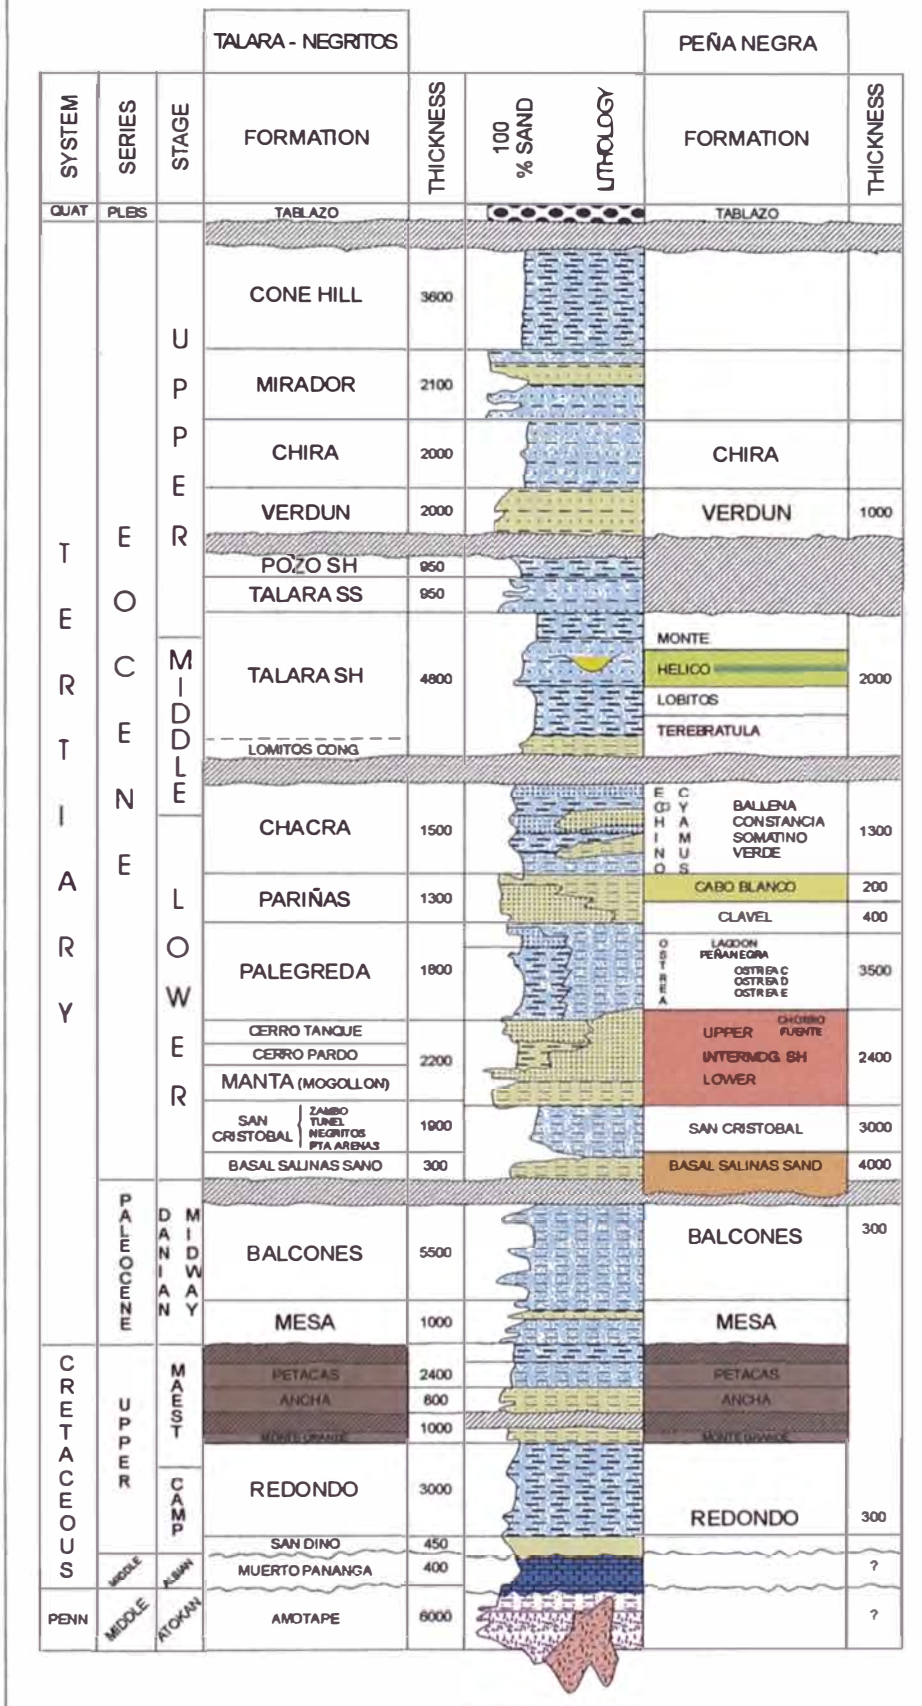 TALARA - NEGRITOS
PEÑA NEGRA
SYSTEM
SERIES
STAGE
FORMATION
THICKNESS
100
% SAND
LITHOLOGY
FORMATION
THICKNESS
QUAT
PLEIS
TABLAZO
TABLAZO
TERTIARY
EOCENE
UPPER
CONE HILL
3600
MIRADOR
2100
CHIRA
2000
CHIRA
VERDUN
2000
VERDUN
1000
POZO SH
950
TALARA SS
950
MIDDLE
TALARA SH
4800
MONTE
HELICO
LOBITOS
TEREBRATULA
2000
LOMITOS CONG
LOWER
CHACRA
1500
ECHINO
CYAMUS
BALLENA
CONSTANCIA
SOMATINO
VERDE
1300
PARIÑAS
1300
CABO BLANCO
200
CLAVEL
400
PALEGREDA
1800
OSTREA
LAGOON
PEÑANEGRA
OSTREA C
OSTREA D
OSTREA E
3500
CERRO TANQUE
CERRO PARDO
MANTA (MOGOLLON)
2200
UPPER
CHORRO
FUENTE
INTERMDG. SH
LOWER
2400
SAN
CRISTOBAL
ZAMBO
TUNEL
NEGRITOS
PTA ARENAS
1900
SAN CRISTOBAL
3000
BASAL SALINAS SAND
300
BASAL SALINAS SAND
4000
PALEOCENE
DANIAN
MIDWAY
BALCONES
5500
BALCONES
300
MESA
1000
MESA
CRETACEOUS
UPPER
MAEST
PETACAS
2400
PETACAS
ANCHA
600
ANCHA
1000
MONTE GRANDE
MONTE GRANDE
CAMP
REDONDO
3000
REDONDO
300
SAN DINO
450
MIDDLE
ALBIAN
MUERTO PANANGA
400
?
PENN
MIDDLE
ATOKAN
AMOTAPE
6000
?